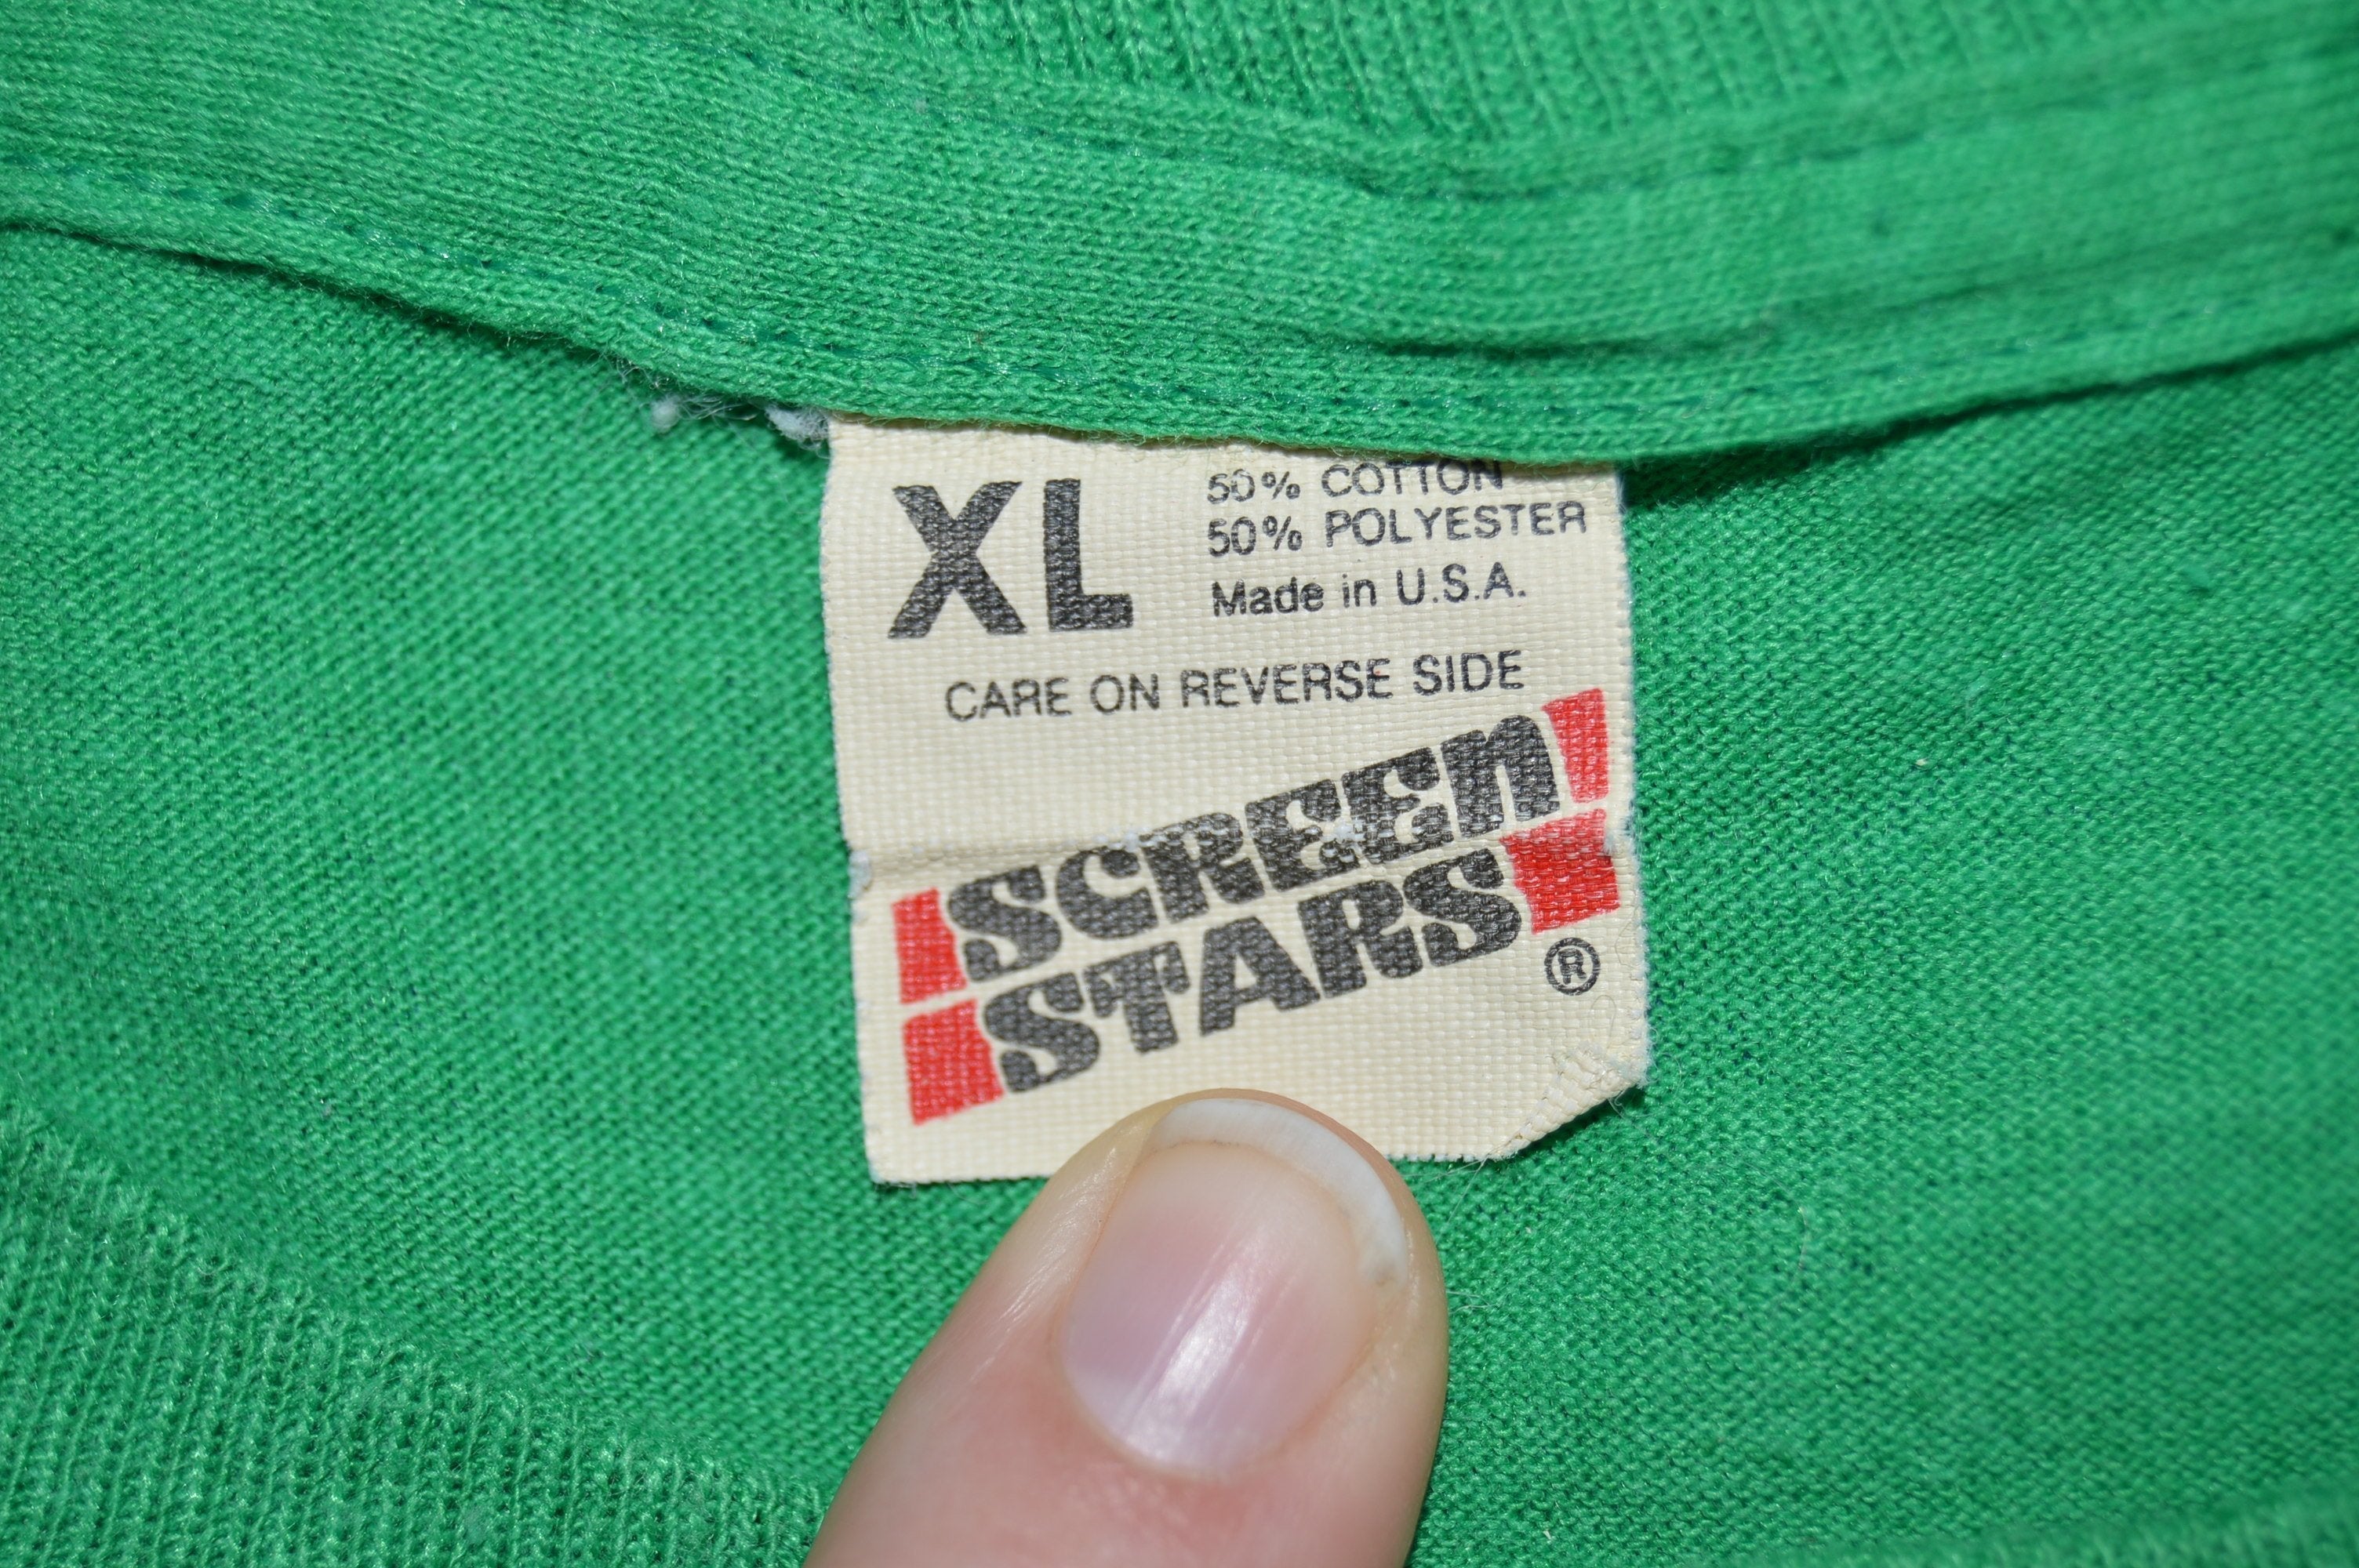 XL
50% COTTON
50% POLYESTER
Made in U.S.A.
CARE ON REVERSE SIDE
SCREEN
STARS
®